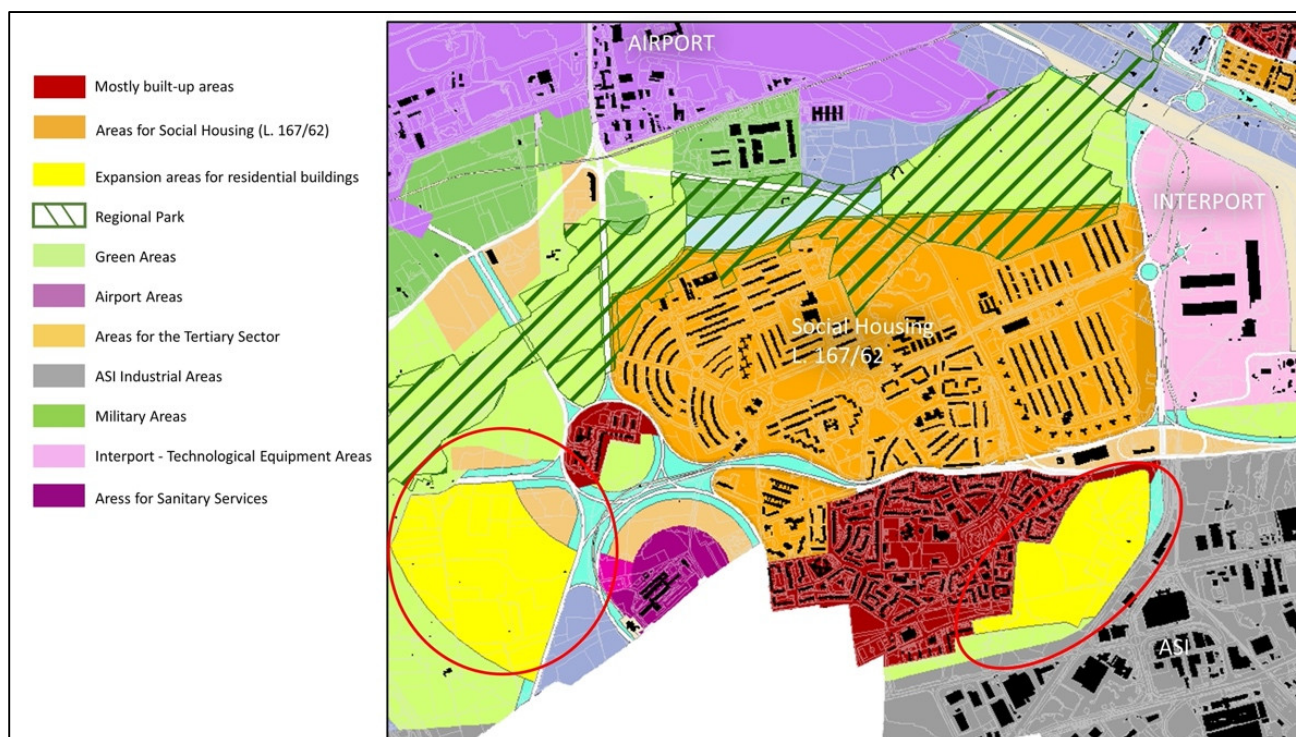 Mostly built-up areas
Areas for Social Housing (L. 167/62)
Expansion areas for residential buildings
Regional Park
Green Areas
Airport Areas
Areas for the Tertiary Sector
ASI Industrial Areas
Military Areas
Interport - Technological Equipment Areas
Aress for Sanitary Services
AIRPORT
INTERPORT
Social Housing
L. 167/62
ASI